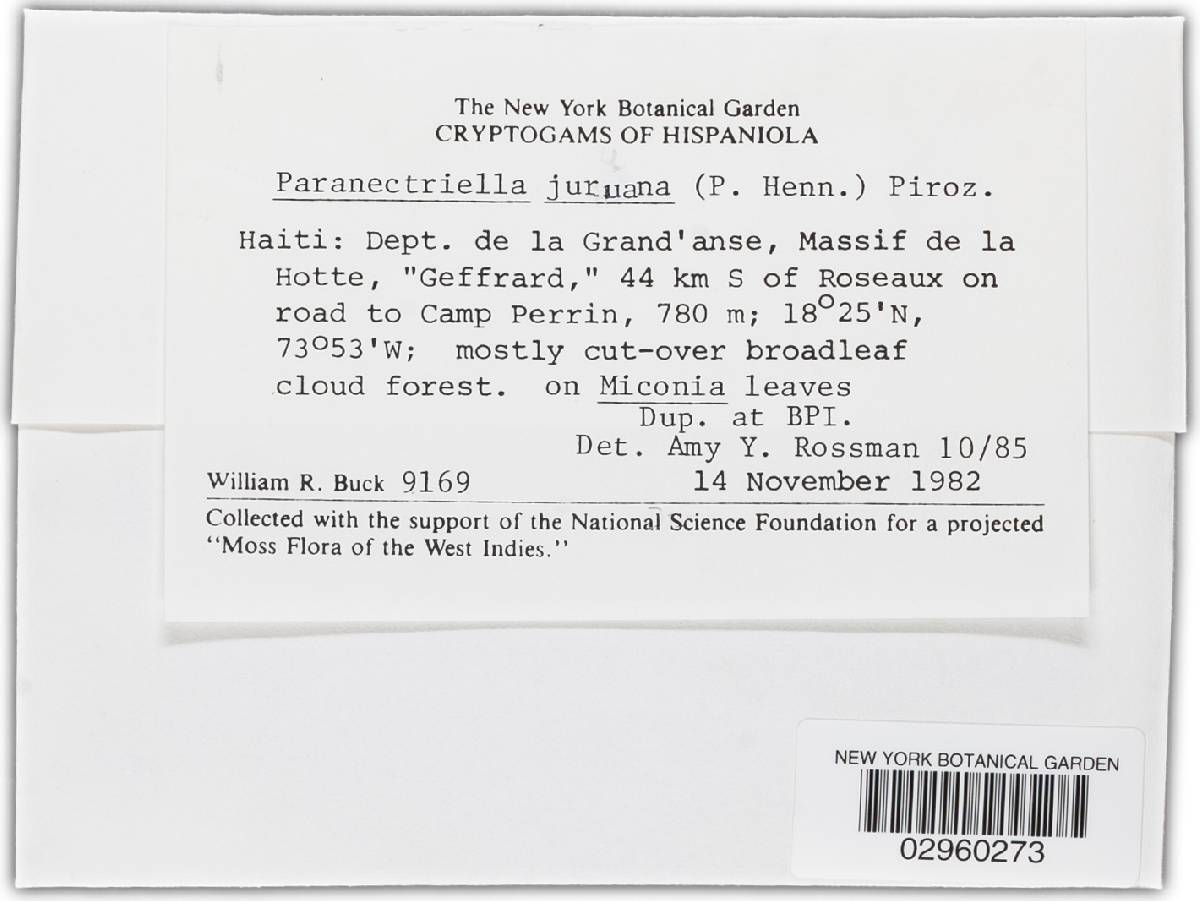 The New York Botanical Garden
CRYPTOGAMS OF HISPANIOLA
Paranectriella juruana (P. Henn.) Piroz.
Haiti: Dept. de la Grand'anse, Massif de la
Hotte, "Geffrard," 44 km S of Roseaux on
road to Camp Perrin, 780 m; 18°25'N,
73°53'W; mostly cut-over broadleaf
cloud forest. on Miconia leaves
Dup. at BPI.
Det. Amy Y. Rossman 10/85
William R. Buck 9169 14 November 1982
Collected with the support of the National Science Foundation for a projected
“Moss Flora of the West Indies.”
NEW YORK BOTANICAL GARDEN
02960273